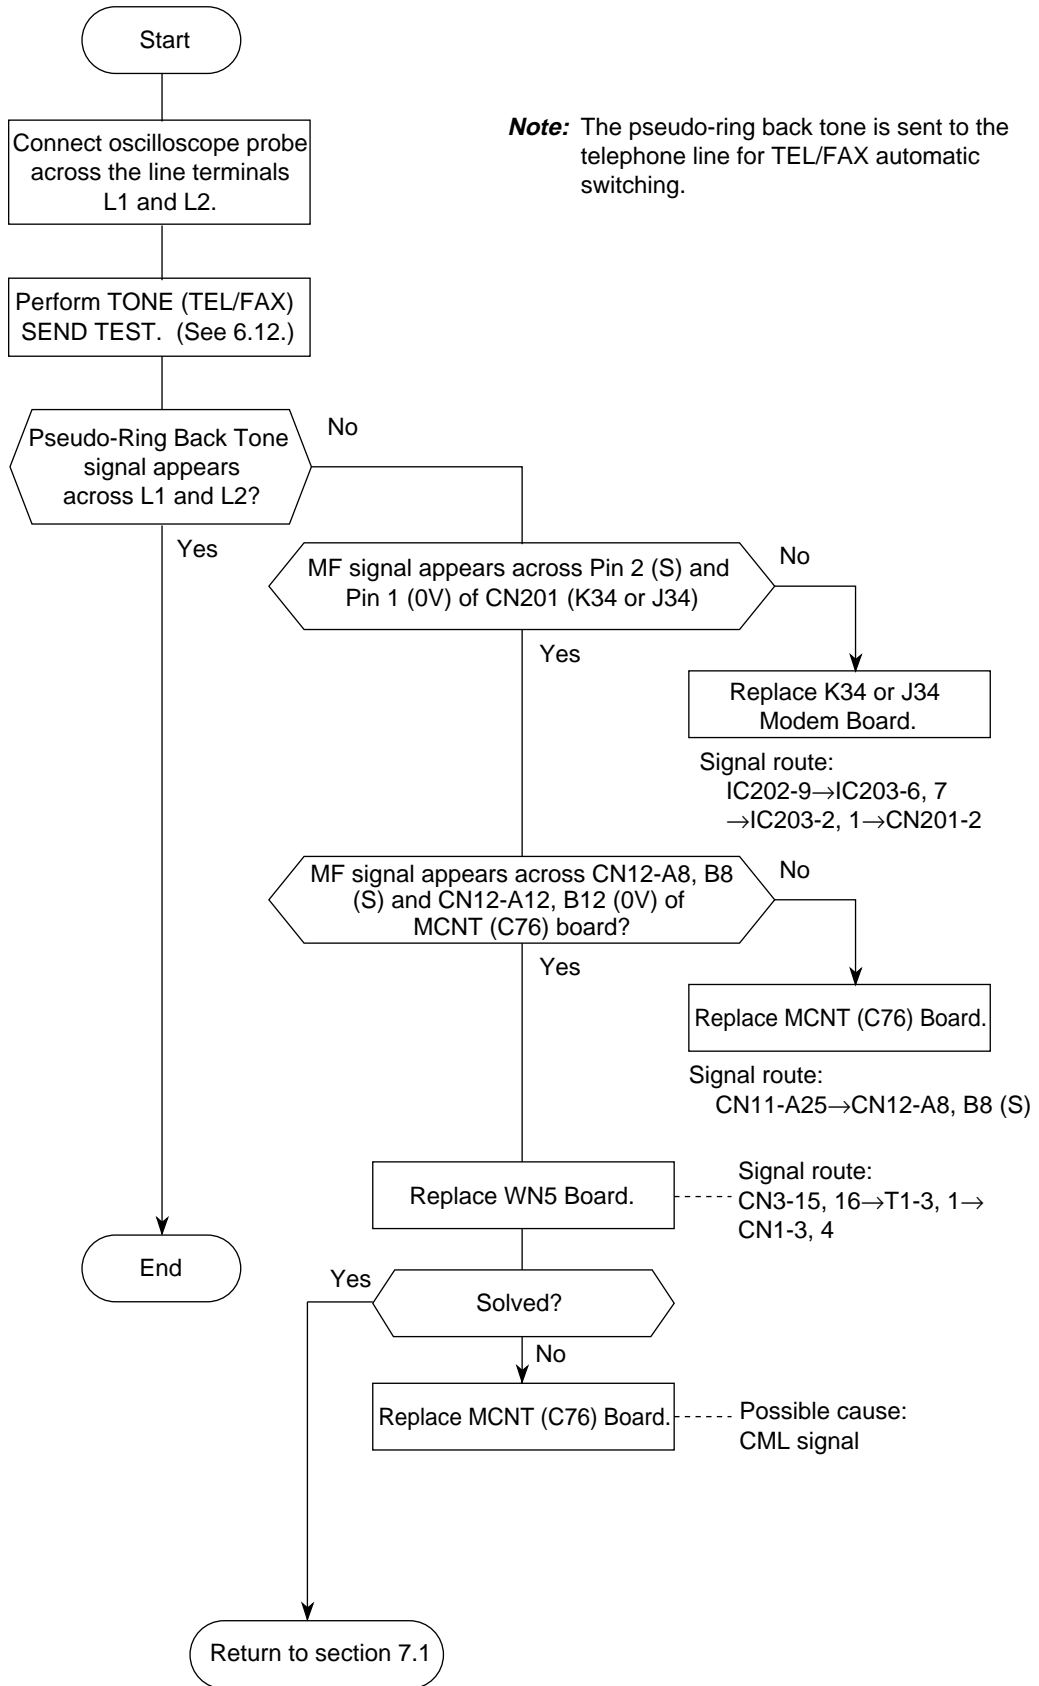 Start
Note: The pseudo-ring back tone is sent to the
telephone line for TEL/FAX automatic
switching.
Connect oscilloscope probe
across the line terminals
L1 and L2.
Perform TONE (TEL/FAX)
SEND TEST.  (See 6.12.)
Pseudo-Ring Back Tone
signal appears
across L1 and L2?
No
Yes
MF signal appears across Pin 2 (S) and
Pin 1 (0V) of CN201 (K34 or J34)
No
Yes
Replace K34 or J34
Modem Board.
Signal route:
IC202-9→IC203-6, 7
→IC203-2, 1→CN201-2
MF signal appears across CN12-A8, B8
(S) and CN12-A12, B12 (0V) of
MCNT (C76) board?
No
Yes
Replace MCNT (C76) Board.
Signal route:
CN11-A25→CN12-A8, B8 (S)
Replace WN5 Board.
Signal route:
CN3-15, 16→T1-3, 1→
CN1-3, 4
End
Solved?
Yes
No
Replace MCNT (C76) Board.
Possible cause:
CML signal
Return to section 7.1